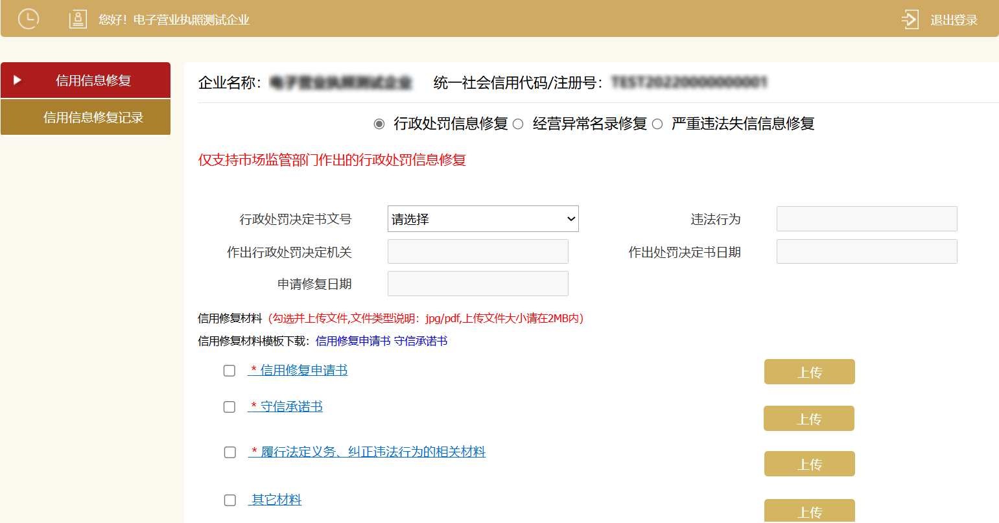 您好！电子营业执照测试企业 退出登录
信用信息修复
信用信息修复记录
企业名称： 电子营业执照测试企业 统一社会信用代码/注册号： TEST20220000000001
行政处罚信息修复 经营异常名录修复 严重违法失信信息修复
仅支持市场监管部门作出的行政处罚信息修复
行政处罚决定书文号 请选择 违法行为
作出行政处罚决定机关 作出处罚决定书日期
申请修复日期
信用修复材料（勾选并上传文件,文件类型说明：jpg/pdf,上传文件大小请在2MB内）
信用修复材料模板下载：信用修复申请书 守信承诺书
* 信用修复申请书 上传
* 守信承诺书 上传
* 履行法定义务、纠正违法行为的相关材料 上传
其它材料 上传